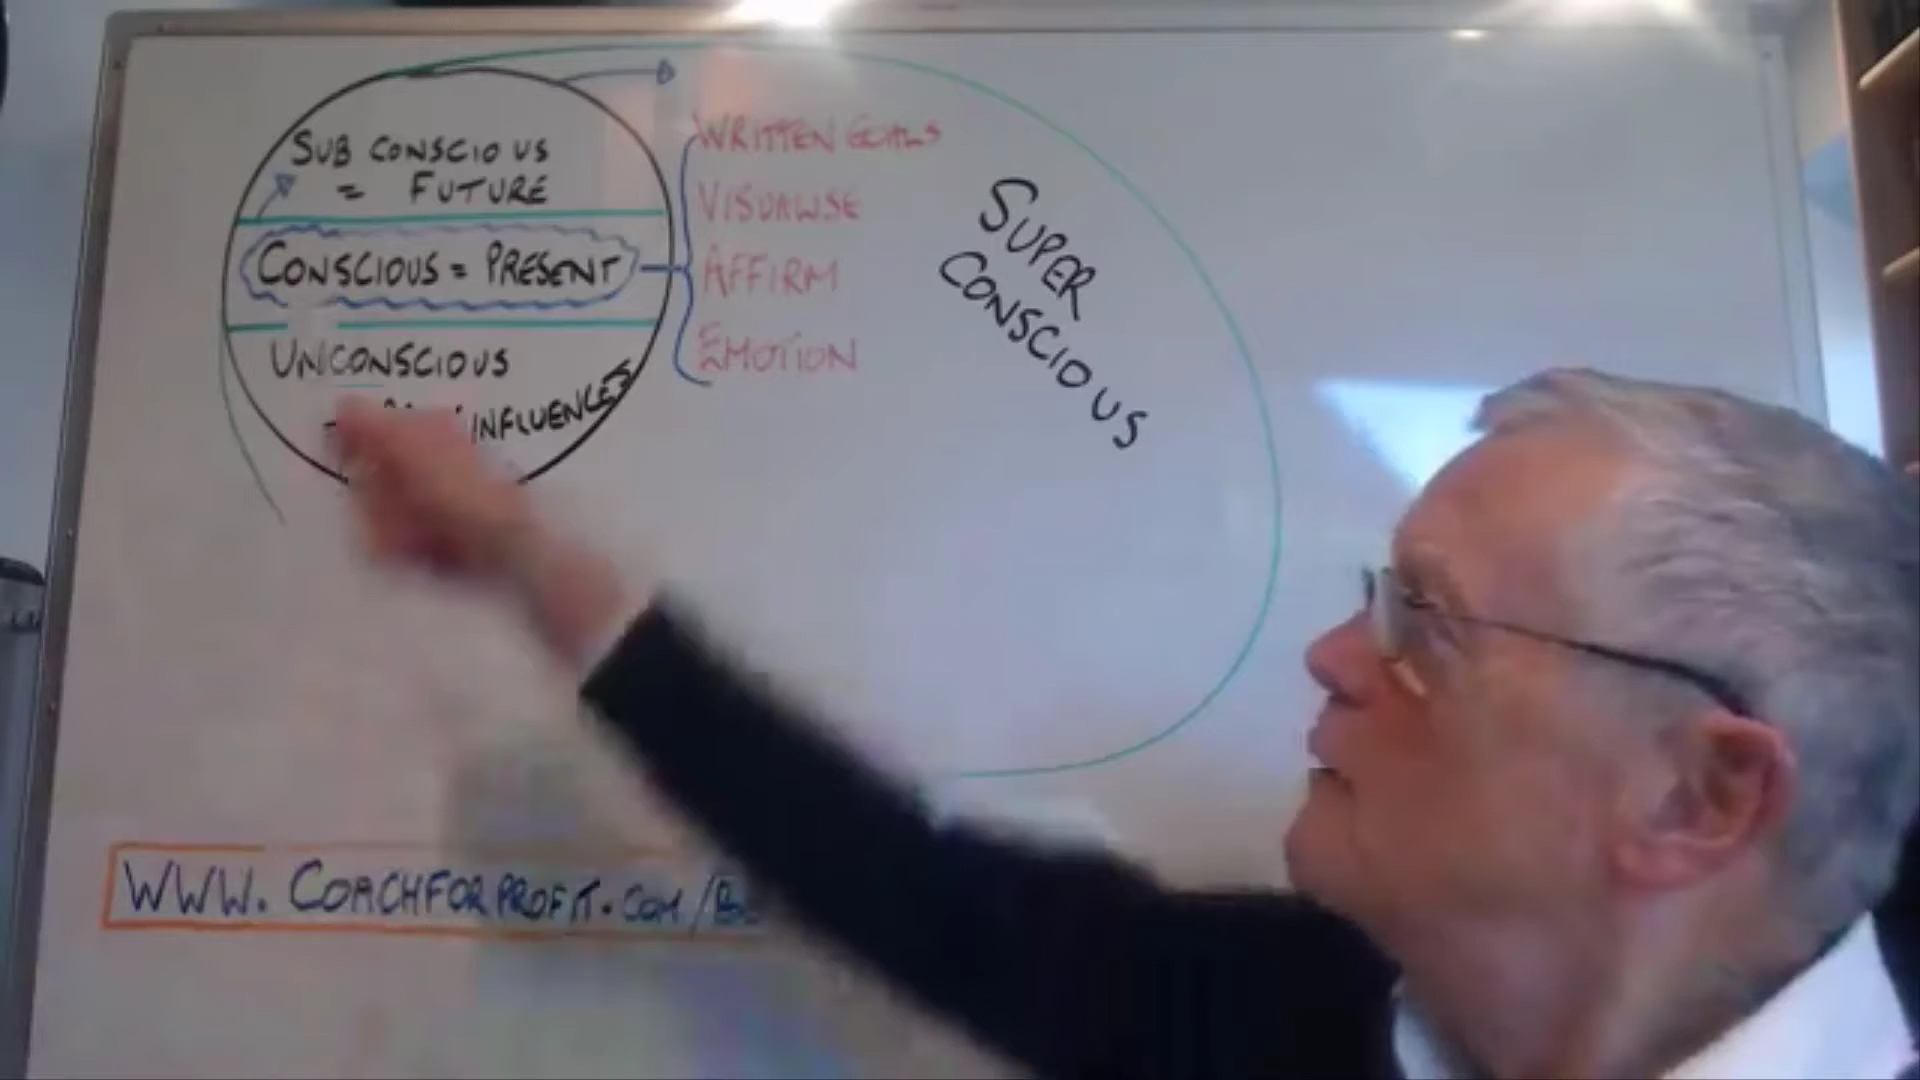 SUB CONSCIOUS
= FUTURE
CONSCIOUS = PRESENT
UNCONSCIOUS
INFLUENCES
WRITTEN GOALS
VISUALISE
AFFIRM
EMOTION
SUPER
CONSCIOUS
WWW.COACHFORPROFIT.COM/